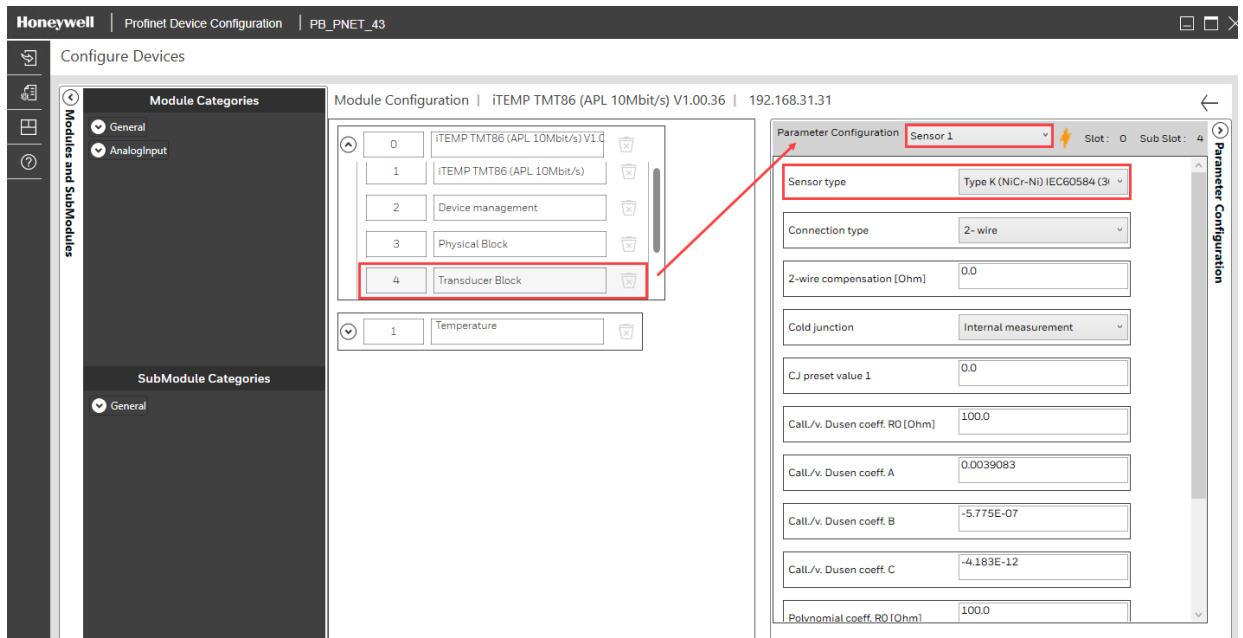 Honeywell | Profinet Device Configuration | PB_PNET_43
Configure Devices
Modules and SubModules
Module Categories
General
AnalogInput
SubModule Categories
General
Module Configuration | iTEMP TMT86 (APL 10Mbit/s) V1.00.36 | 192.168.31.31
0 iTEMP TMT86 (APL 10Mbit/s) V1.0
1 iTEMP TMT86 (APL 10Mbit/s)
2 Device management
3 Physical Block
4 Transducer Block
1 Temperature
Parameter Configuration Sensor 1 Slot: 0 Sub Slot: 4
Sensor type Type K (NiCr-Ni) IEC60584 (3
Connection type 2- wire
2-wire compensation [Ohm] 0.0
Cold junction Internal measurement
CJ preset value 1 0.0
Call./v. Dusen coeff. R0 [Ohm] 100.0
Call./v. Dusen coeff. A 0.0039083
Call./v. Dusen coeff. B -5.775E-07
Call./v. Dusen coeff. C -4.183E-12
Polynomial coeff. R0 [Ohm] 100.0
Parameter Configuration